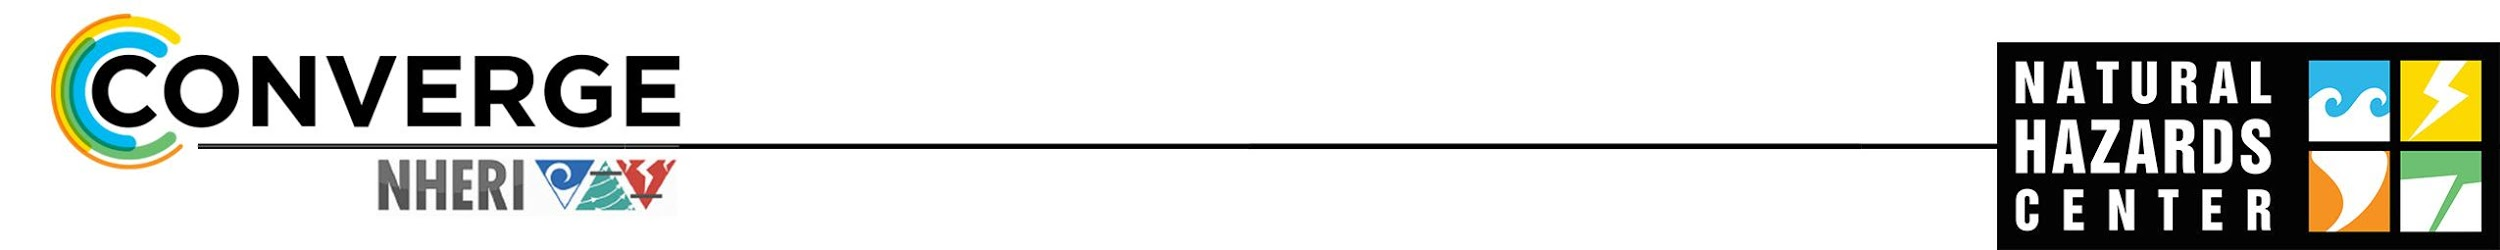 CONVERGE
NHERI
NATURAL
HAZARDS
CENTER